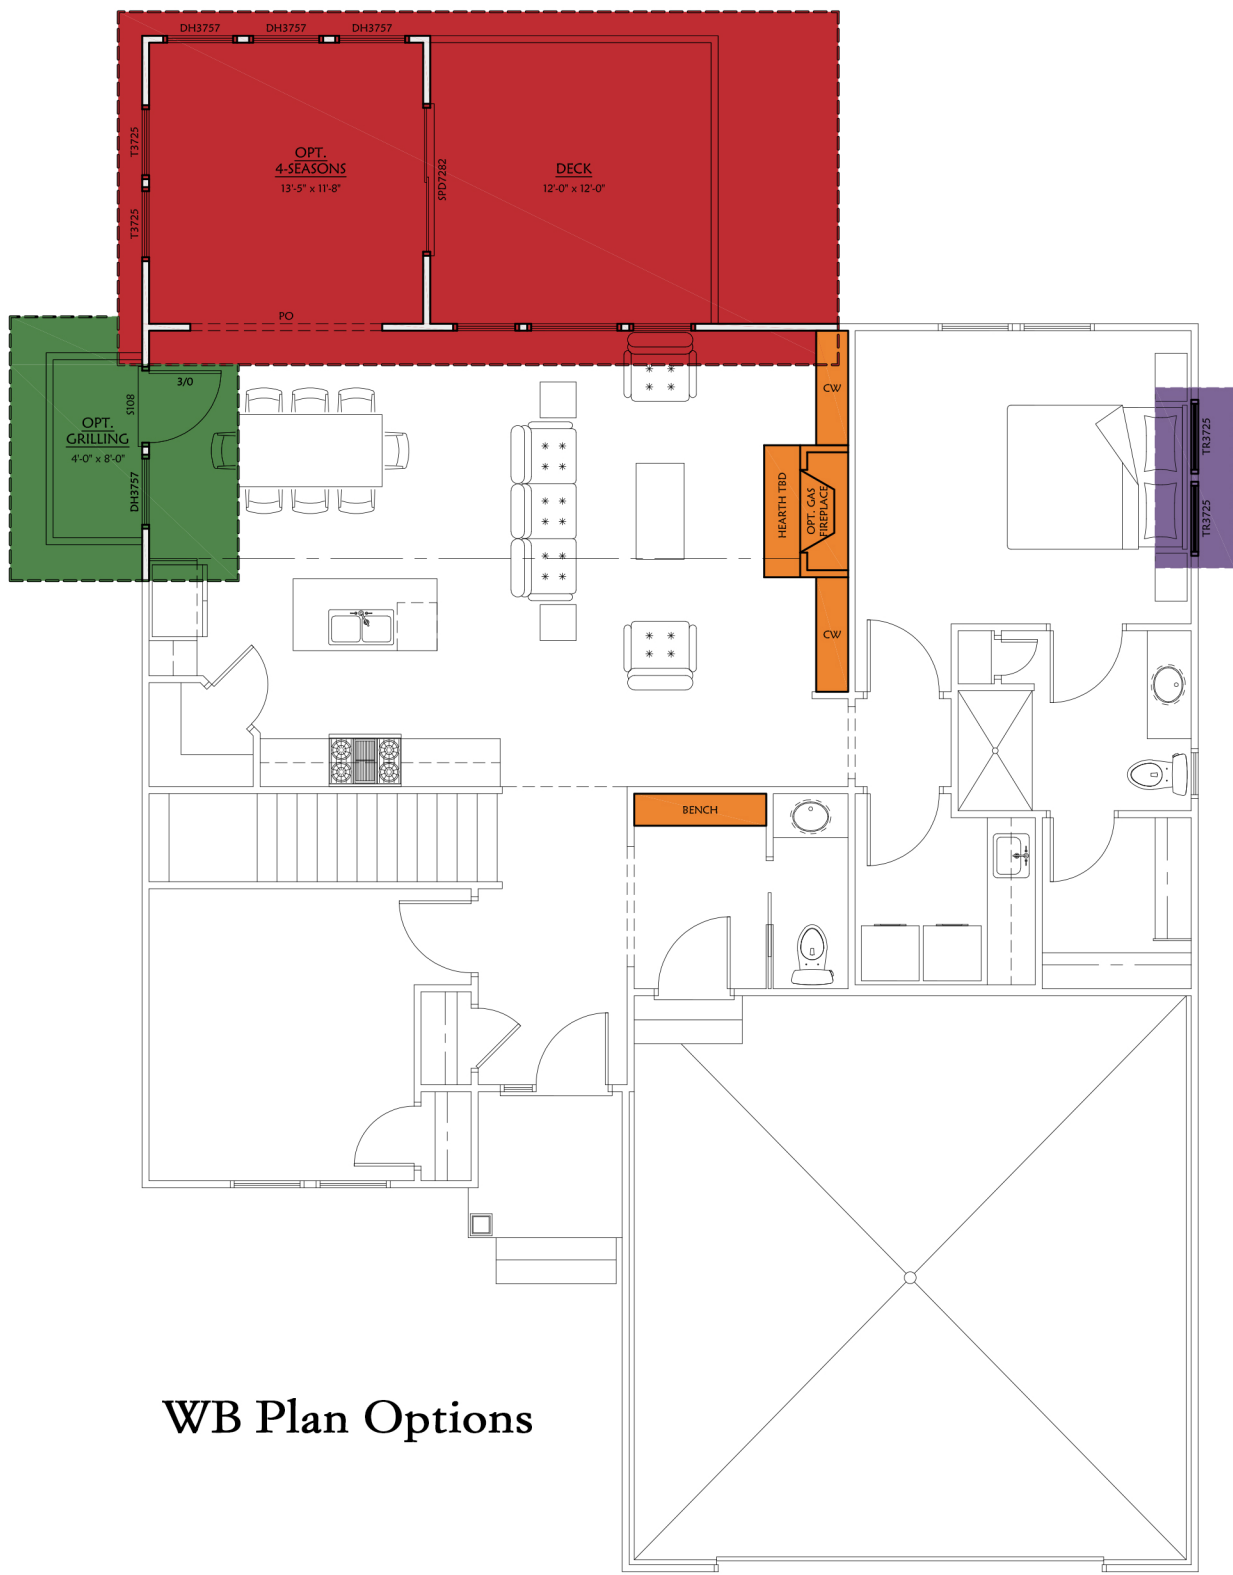 DH3757 DH3757 DH3757
T3725
T3725
OPT.
4-SEASONS
13'-5" x 11'-8"
SPD7282
DECK
12'-0" x 12'-0"
PO
3/0
S108
OPT.
GRILLING
4'-0" x 8'-0"
DH3757
CW
HEARTH TBD
OPT. GAS
FIREPLACE
CW
TR3725
TR3725
BENCH
WB Plan Options